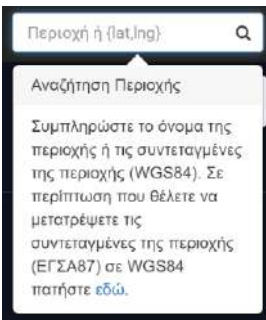 Περιοχή ή {lat,lng}
Αναζήτηση Περιοχής
Συμπληρώστε το όνομα της
περιοχής ή τις συντεταγμένες
της περιοχής (WGS84). Σε
περίπτωση που θέλετε να
μετατρέψετε τις
συντεταγμένες της περιοχής
(ΕΓΣΑ87) σε WGS84
πατήστε εδώ.